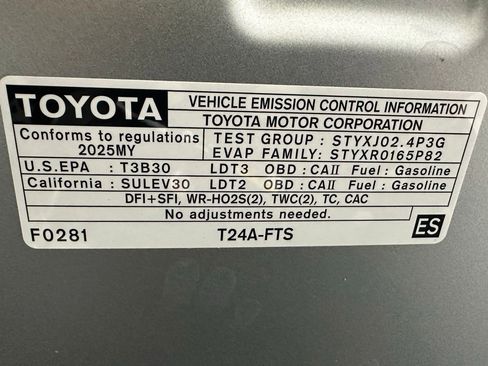 TOYOTA
VEHICLE EMISSION CONTROL INFORMATION
TOYOTA MOTOR CORPORATION
Conforms to regulations
2025MY
TEST GROUP : STYXJ02.4P3G
EVAP FAMILY: STYXR0165P82
U.S.EPA : T3B30 LDT3 OBD : CAII Fuel : Gasoline
California : SULEV30 LDT2 OBD : CAII Fuel : Gasoline
DFI+SFI, WR-HO2S(2), TWC(2), TC, CAC
No adjustments needed.
F0281 T24A-FTS ES